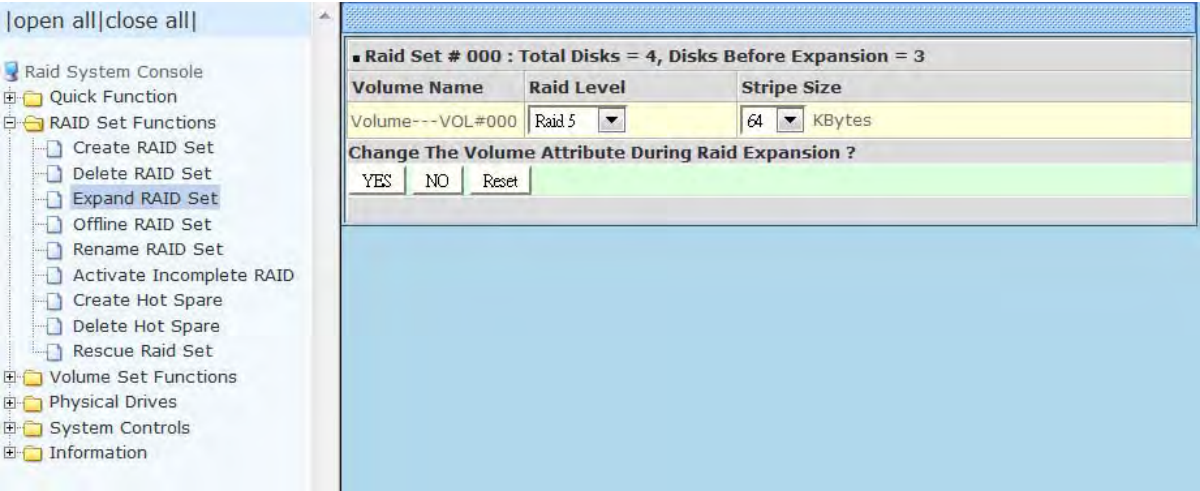 |open all|close all|
Raid System Console
Quick Function
RAID Set Functions
Create RAID Set
Delete RAID Set
Expand RAID Set
Offline RAID Set
Rename RAID Set
Activate Incomplete RAID
Create Hot Spare
Delete Hot Spare
Rescue Raid Set
Volume Set Functions
Physical Drives
System Controls
Information
Raid Set # 000 : Total Disks = 4, Disks Before Expansion = 3
Volume Name Raid Level Stripe Size
Volume---VOL#000 Raid 5 64 KBytes
Change The Volume Attribute During Raid Expansion ?
YES NO Reset